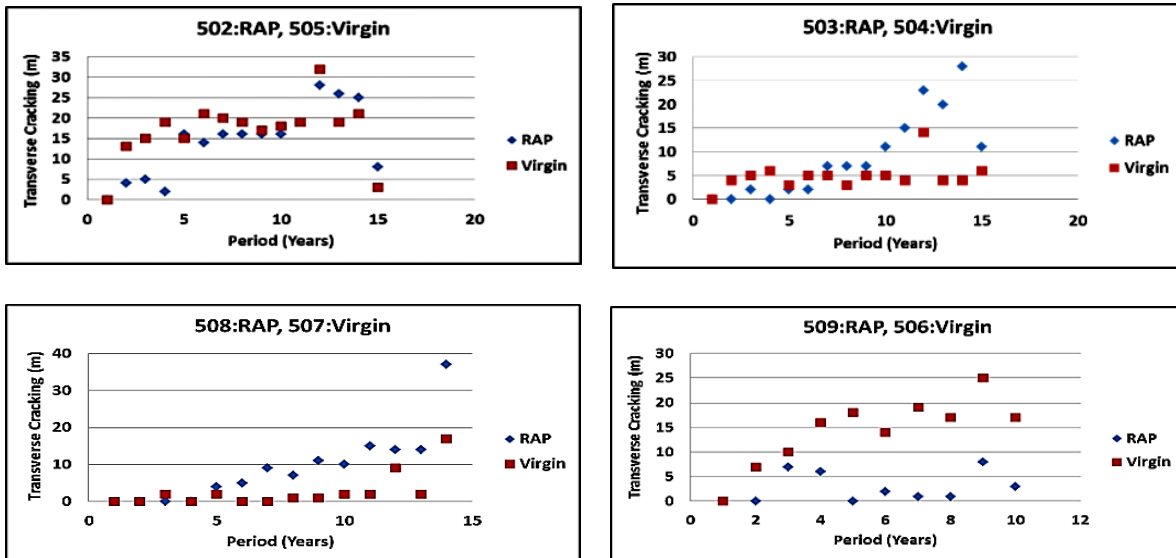 502:RAP, 505:Virgin
Transverse Cracking (m)
35
30
25
20
15
10
5
0
0 5 10 15 20
Period (Years)
RAP
Virgin
503:RAP, 504:Virgin
Transverse Cracking (m)
30
25
20
15
10
5
0
0 5 10 15 20
Period (Years)
RAP
Virgin
508:RAP, 507:Virgin
Transverse Cracking (m)
40
30
20
10
0
0 5 10 15
Period (Years)
RAP
Virgin
509:RAP, 506:Virgin
Transverse Cracking (m)
30
25
20
15
10
5
0
0 2 4 6 8 10 12
Period (Years)
RAP
Virgin